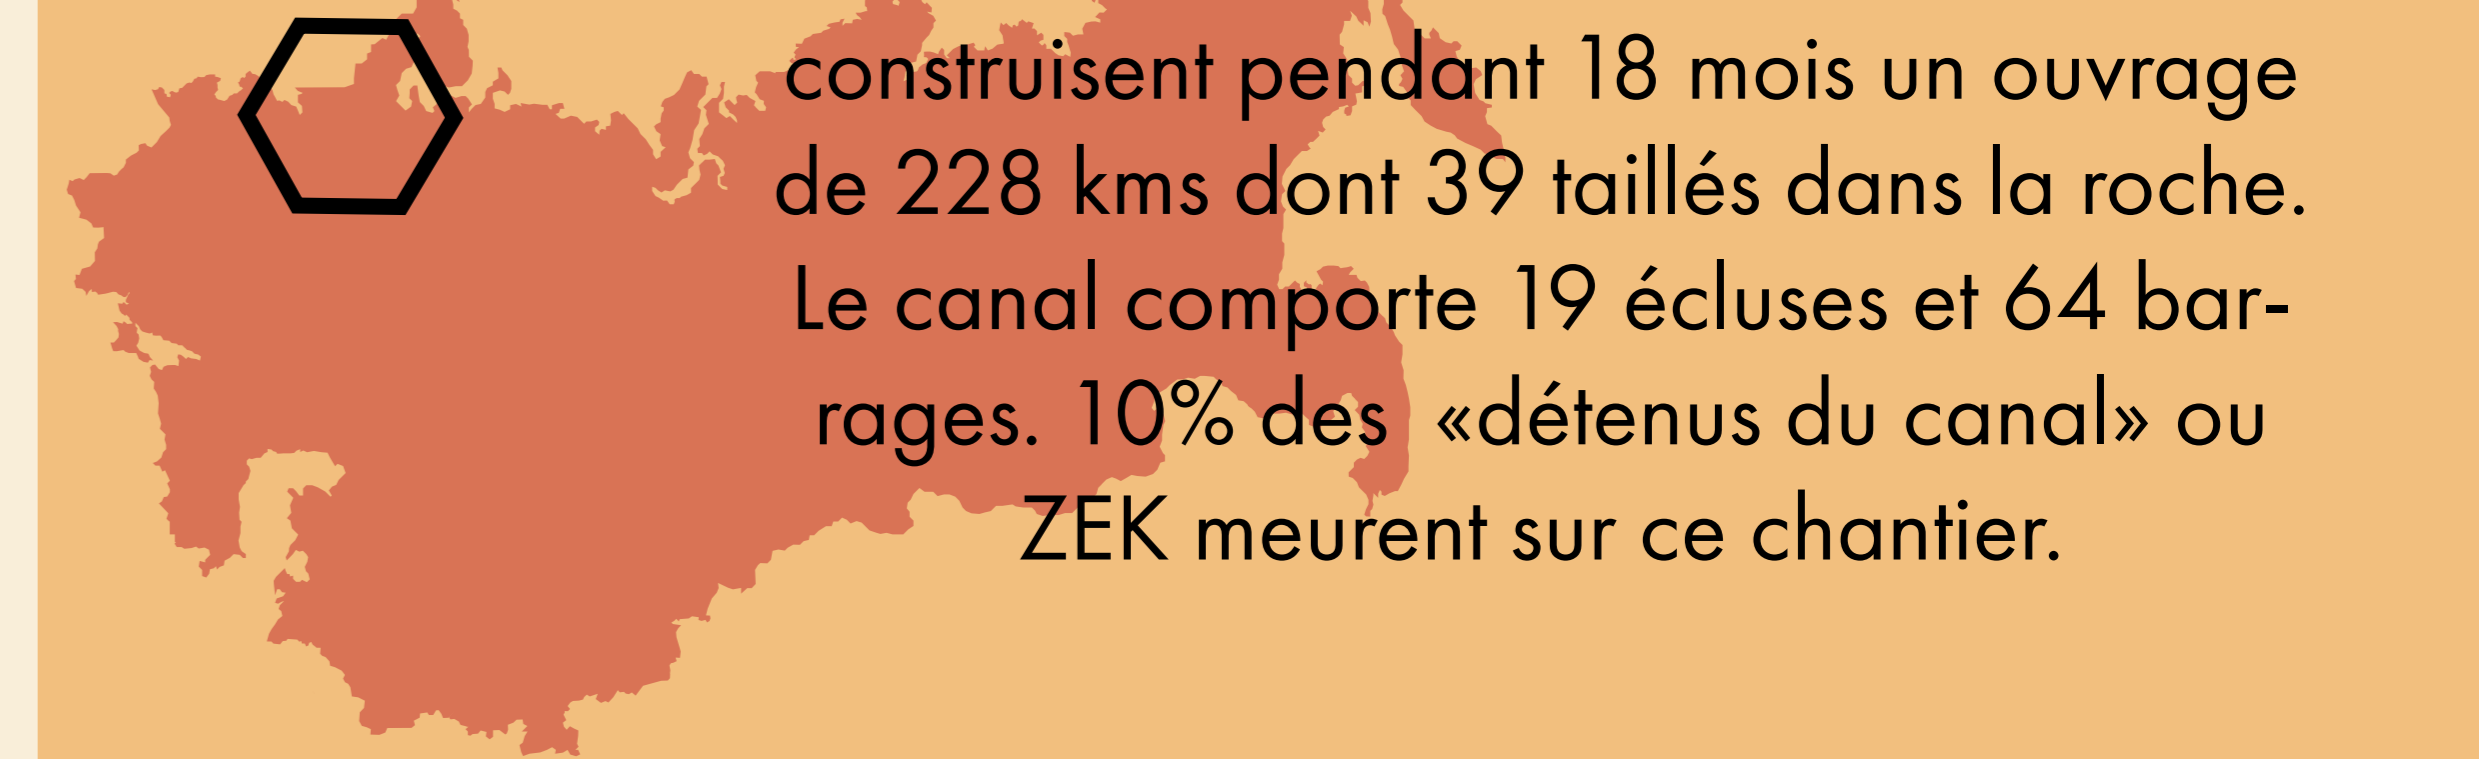 construisent pendant 18 mois un ouvrage
de 228 kms dont 39 taillés dans la roche.
Le canal comporte 19 écluses et 64 bar-
rages. 10% des «détenus du canal» ou
ZEK meurent sur ce chantier.